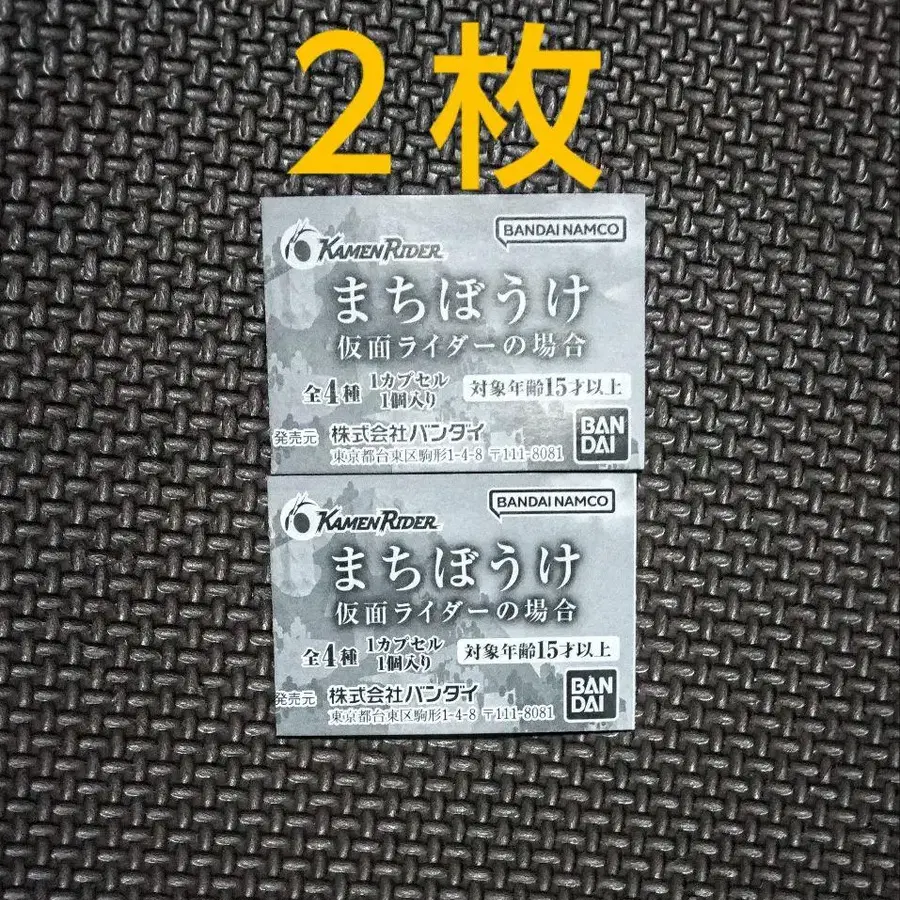 ２枚
KAMEN RIDER
BANDAI NAMCO
まちぼうけ
仮面ライダーの場合
全4種
1カプセル
1個入り
対象年齢15才以上
発売元
株式会社バンダイ
東京都台東区駒形1-4-8 〒111-8081
BAN
DAI
KAMEN RIDER
BANDAI NAMCO
まちぼうけ
仮面ライダーの場合
全4種
1カプセル
1個入り
対象年齢15才以上
発売元
株式会社バンダイ
東京都台東区駒形1-4-8 〒111-8081
BAN
DAI